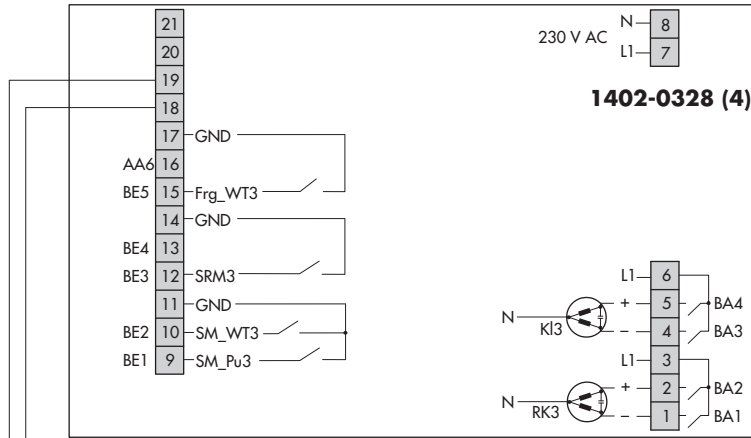 21
20
19
18
17 GND
AA6 16
BE5 15 Frg_WT3
14 GND
BE4 13
BE3 12 SRM3
11 GND
BE2 10 SM_WT3
BE1 9 SM_Pu3
230 V AC
N 8
L1 7
1402-0328 (4)
L1 6
+ 5 BA4
N Kl3
− 4 BA3
L1 3
+ 2 BA2
N RK3
− 1 BA1